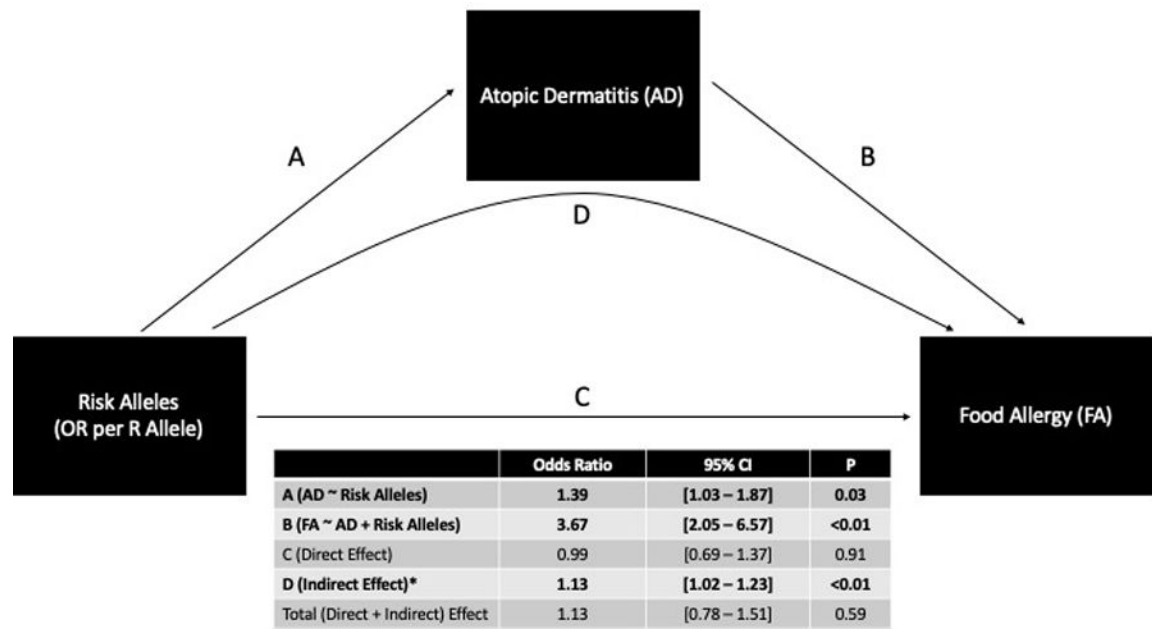 Atopic Dermatitis (AD)
A
B
D
Risk Alleles
(OR per R Allele)
C
Food Allergy (FA)
Odds Ratio 95% CI P
A (AD ~ Risk Alleles) 1.39 [1.03 – 1.87] 0.03
B (FA ~ AD + Risk Alleles) 3.67 [2.05 – 6.57] <0.01
C (Direct Effect) 0.99 [0.69 – 1.37] 0.91
D (Indirect Effect)* 1.13 [1.02 – 1.23] <0.01
Total (Direct + Indirect) Effect 1.13 [0.78 – 1.51] 0.59